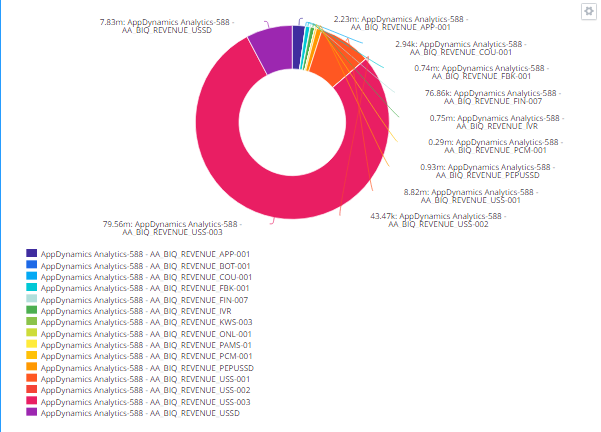 7.83m: AppDynamics Analytics-588 -
AA_BIQ_REVENUE_USSD
2.23m: AppDynamics Analytics-588 -
AA_BIQ_REVENUE_APP-001
2.94k: AppDynamics Analytics-588 -
AA_BIQ_REVENUE_COU-001
0.74m: AppDynamics Analytics-588 -
AA_BIQ_REVENUE_FBK-001
76.86k: AppDynamics Analytics-588 -
AA_BIQ_REVENUE_FIN-007
0.75m: AppDynamics Analytics-588 -
AA_BIQ_REVENUE_IVR
0.29m: AppDynamics Analytics-588 -
AA_BIQ_REVENUE_PCM-001
0.93m: AppDynamics Analytics-588 -
AA_BIQ_REVENUE_PEPUSSD
8.82m: AppDynamics Analytics-588 -
AA_BIQ_REVENUE_USS-001
43.47k: AppDynamics Analytics-588 -
AA_BIQ_REVENUE_USS-002
79.56m: AppDynamics Analytics-588 -
AA_BIQ_REVENUE_USS-003
AppDynamics Analytics-588 - AA_BIQ_REVENUE_APP-001
AppDynamics Analytics-588 - AA_BIQ_REVENUE_BOT-001
AppDynamics Analytics-588 - AA_BIQ_REVENUE_COU-001
AppDynamics Analytics-588 - AA_BIQ_REVENUE_FBK-001
AppDynamics Analytics-588 - AA_BIQ_REVENUE_FIN-007
AppDynamics Analytics-588 - AA_BIQ_REVENUE_IVR
AppDynamics Analytics-588 - AA_BIQ_REVENUE_KWS-003
AppDynamics Analytics-588 - AA_BIQ_REVENUE_ONL-001
AppDynamics Analytics-588 - AA_BIQ_REVENUE_PAMS-01
AppDynamics Analytics-588 - AA_BIQ_REVENUE_PCM-001
AppDynamics Analytics-588 - AA_BIQ_REVENUE_PEPUSSD
AppDynamics Analytics-588 - AA_BIQ_REVENUE_USS-001
AppDynamics Analytics-588 - AA_BIQ_REVENUE_USS-002
AppDynamics Analytics-588 - AA_BIQ_REVENUE_USS-003
AppDynamics Analytics-588 - AA_BIQ_REVENUE_USSD